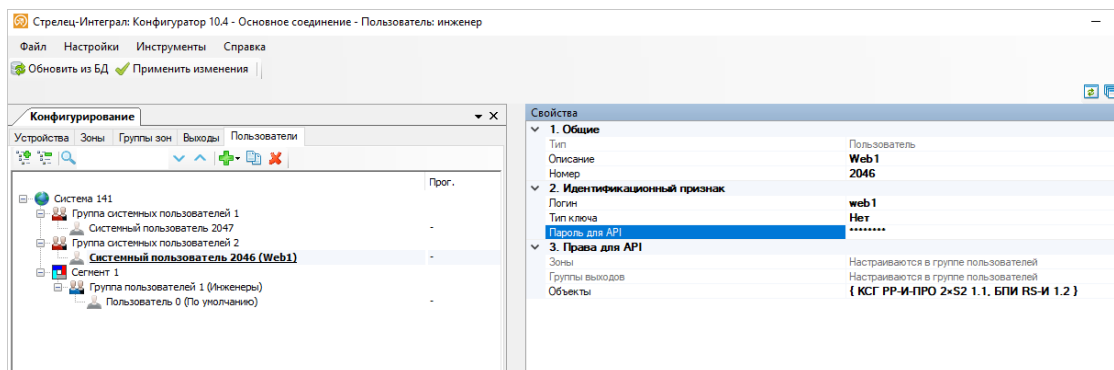 Стрелец-Интеграл: Конфигуратор 10.4 - Основное соединение - Пользователь: инженер
Файл Настройки Инструменты Справка
Обновить из БД Применить изменения
Конфигурирование
Устройства Зоны Группы зон Выходы Пользователи
Прог.
Система 141
Группа системных пользователей 1
Системный пользователь 2047 -
Группа системных пользователей 2
Системный пользователь 2046 (Web1) -
Сегмент 1
Группа пользователей 1 (Инженеры)
Пользователь 0 (По умолчанию) -
Свойства
1. Общие
Тип Пользователь
Описание Web1
Номер 2046
2. Идентификационный признак
Логин web1
Тип ключа Нет
Пароль для API ********
3. Права для API
Зоны Настраиваются в группе пользователей
Группы выходов Настраиваются в группе пользователей
Объекты { КСГ РР-И-ПРО 2×S2 1.1, БПИ RS-И 1.2 }